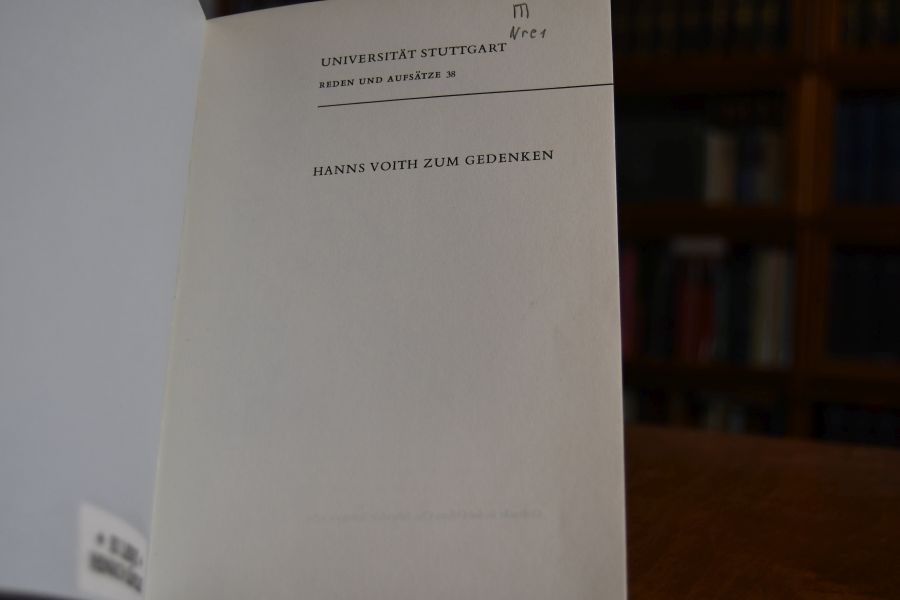 UNIVERSITÄT STUTTGART
REDEN UND AUFSÄTZE 38
HANNS VOITH ZUM GEDENKEN